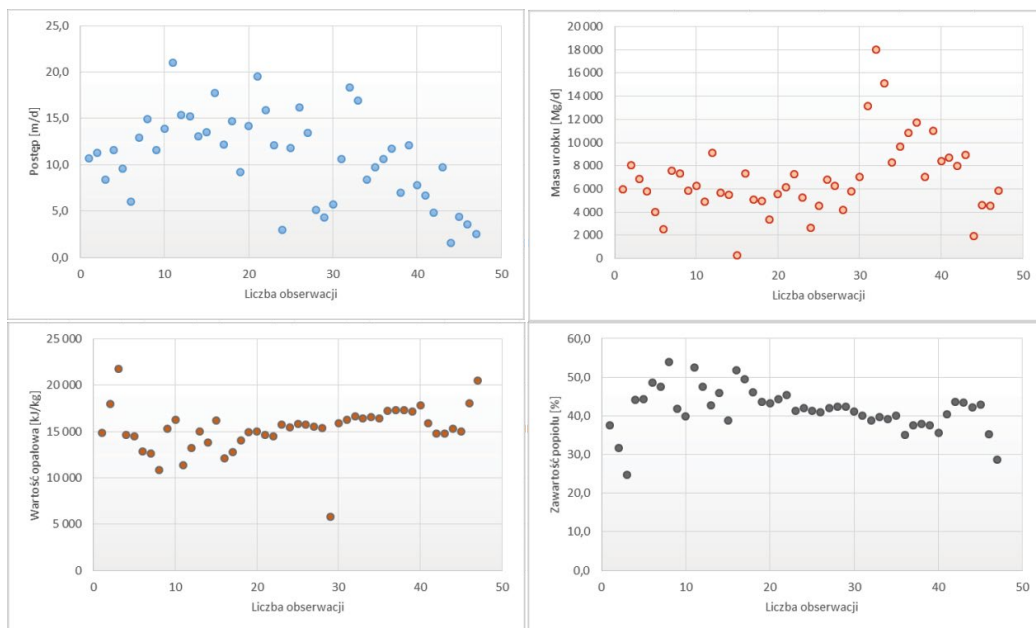 25,0
20,0
15,0
10,0
5,0
0,0
Postęp [m/d]
0 10 20 30 40 50
Liczba obserwacji
20 000
18 000
16 000
14 000
12 000
10 000
8 000
6 000
4 000
2 000
0
Masa urobku [Mg/d]
0 10 20 30 40 50
Liczba obserwacji
25 000
20 000
15 000
10 000
5 000
0
Wartość opałowa [kJ/kg]
0 10 20 30 40 50
Liczba obserwacji
60,0
50,0
40,0
30,0
20,0
10,0
0,0
Zawartość popiołu [%]
0 10 20 30 40 50
Liczba obserwacji